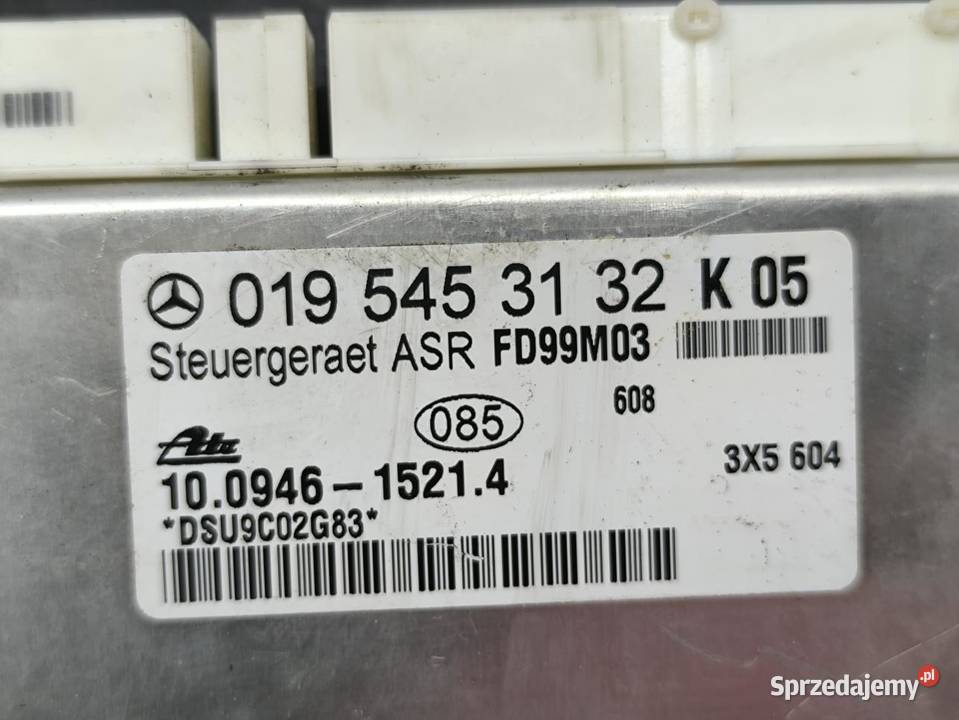 019 545 31 32 K 05
Steuergeraet ASR FD99M03
085 608
Ate
10.0946-1521.4 3X5 604
*DSU9C02G83*
Sprzedajemy.pl